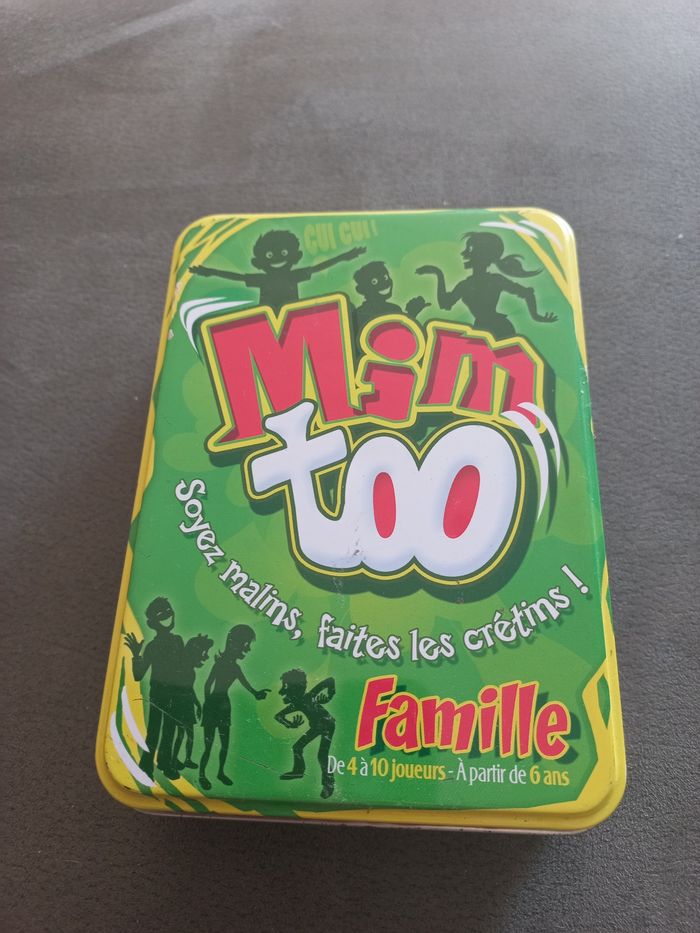 CUI CUI !
Mim
too
Soyez malins, faites les crétins !
Famille
De 4 à 10 joueurs - À partir de 6 ans